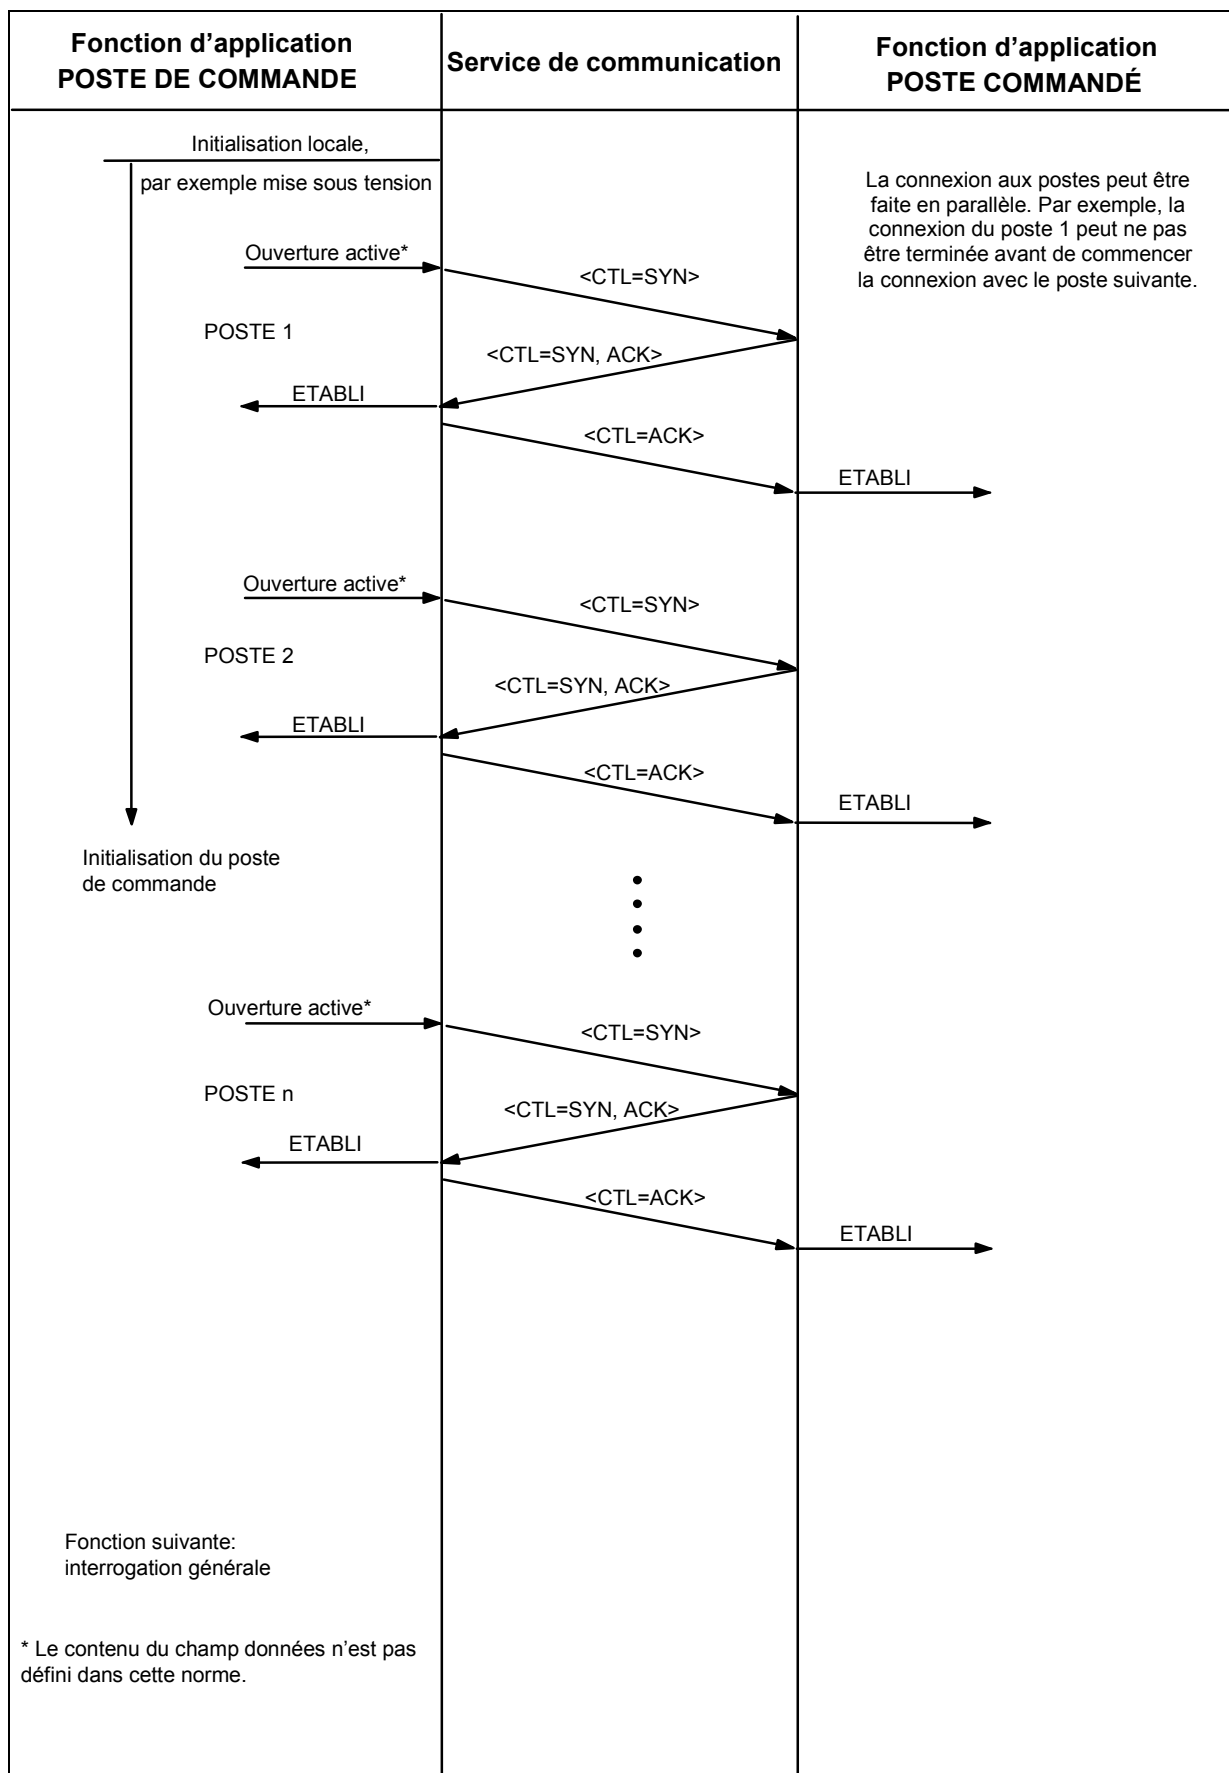 Fonction d'application
POSTE DE COMMANDE
Service de communication
Fonction d'application
POSTE COMMANDÉ
Initialisation locale,
par exemple mise sous tension
La connexion aux postes peut être
faite en parallèle. Par exemple, la
connexion du poste 1 peut ne pas
être terminée avant de commencer
la connexion avec le poste suivante.
Ouverture active*
<CTL=SYN>
POSTE 1
<CTL=SYN, ACK>
ETABLI
<CTL=ACK>
ETABLI
Ouverture active*
<CTL=SYN>
POSTE 2
<CTL=SYN, ACK>
ETABLI
<CTL=ACK>
ETABLI
Initialisation du poste
de commande
Ouverture active*
<CTL=SYN>
POSTE n
<CTL=SYN, ACK>
ETABLI
<CTL=ACK>
ETABLI
Fonction suivante:
interrogation générale
* Le contenu du champ données n'est pas
défini dans cette norme.